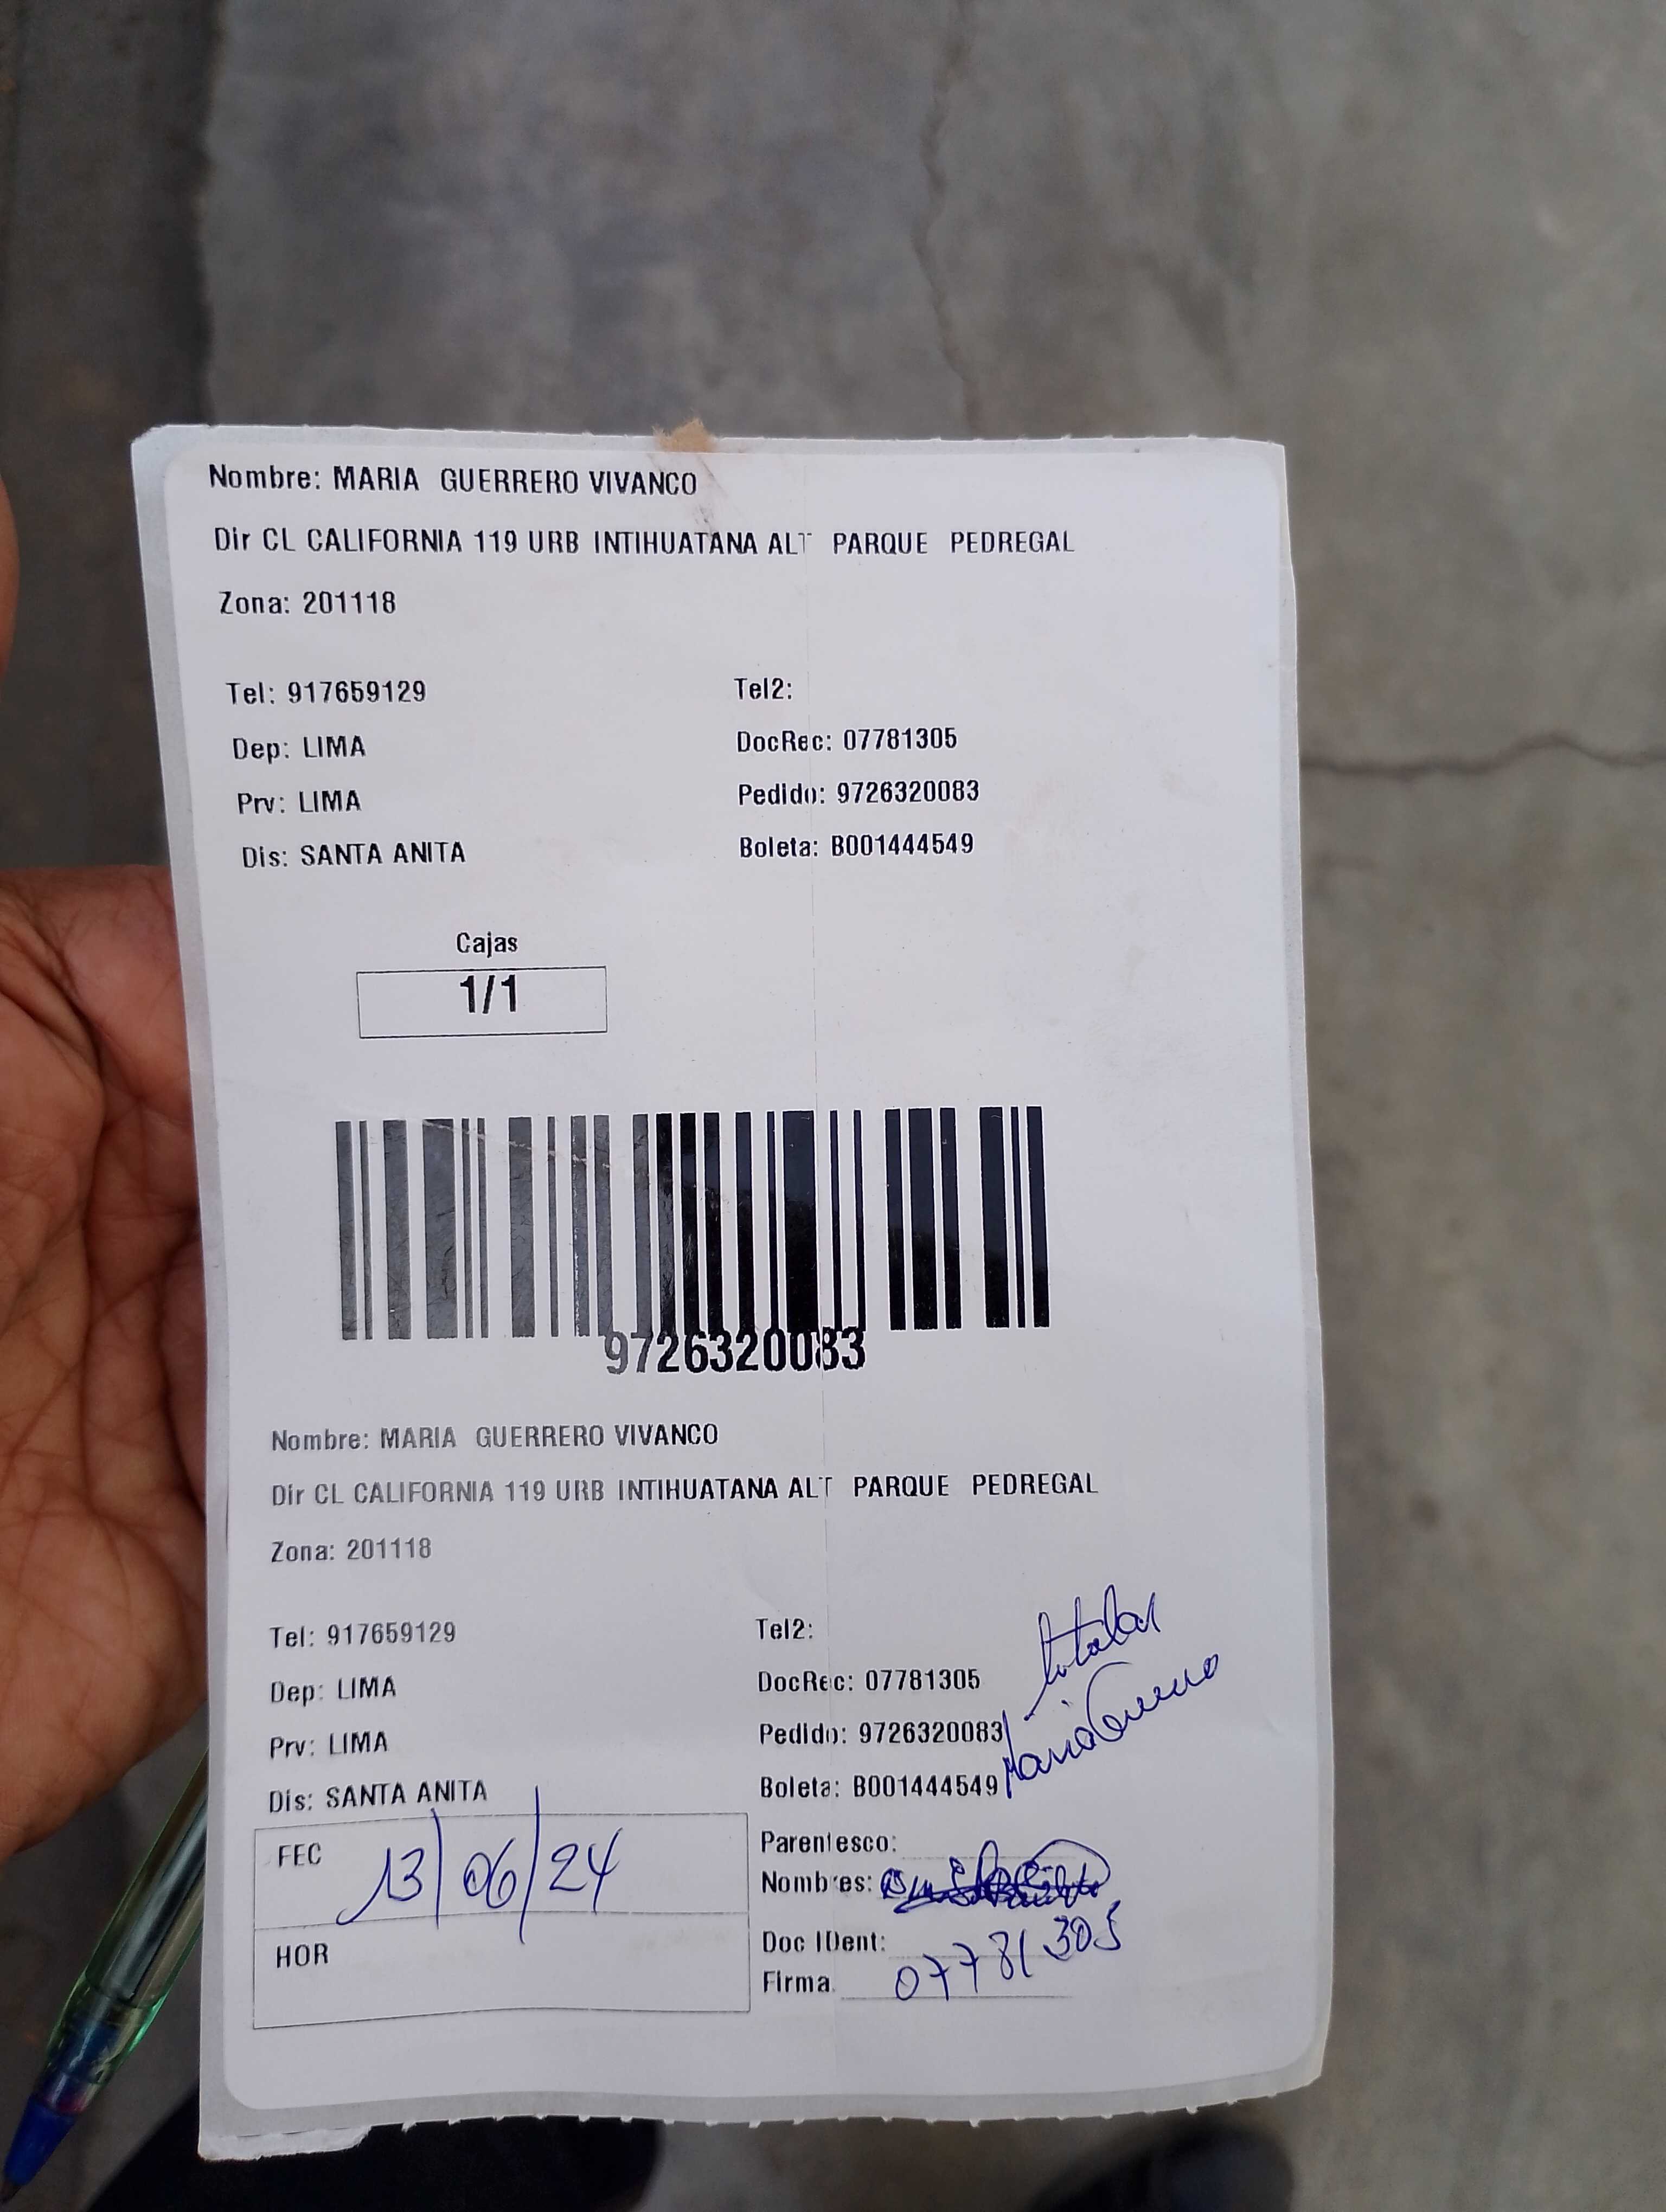 Nombre: MARIA GUERRERO VIVANCO
Dir CL CALIFORNIA 119 URB INTIHUATANA ALT PARQUE PEDREGAL
Zona: 201118
Tel: 917659129 Tel2:
Dep: LIMA DocRec: 07781305
Prv: LIMA Pedido: 9726320083
Dis: SANTA ANITA Boleta: B001444549
Cajas
1/1
9726320083
Nombre: MARIA GUERRERO VIVANCO
Dir CL CALIFORNIA 119 URB INTIHUATANA ALT PARQUE PEDREGAL
Zona: 201118
Tel: 917659129 Tel2:
Dep: LIMA DocRec: 07781305
Prv: LIMA Pedido: 9726320083
Dis: SANTA ANITA Boleta: B001444549
titular
Maria Guerrero
FEC 13/06/24
HOR
Parentesco:
Nombres:
Doc IDent:
Firma 07781305